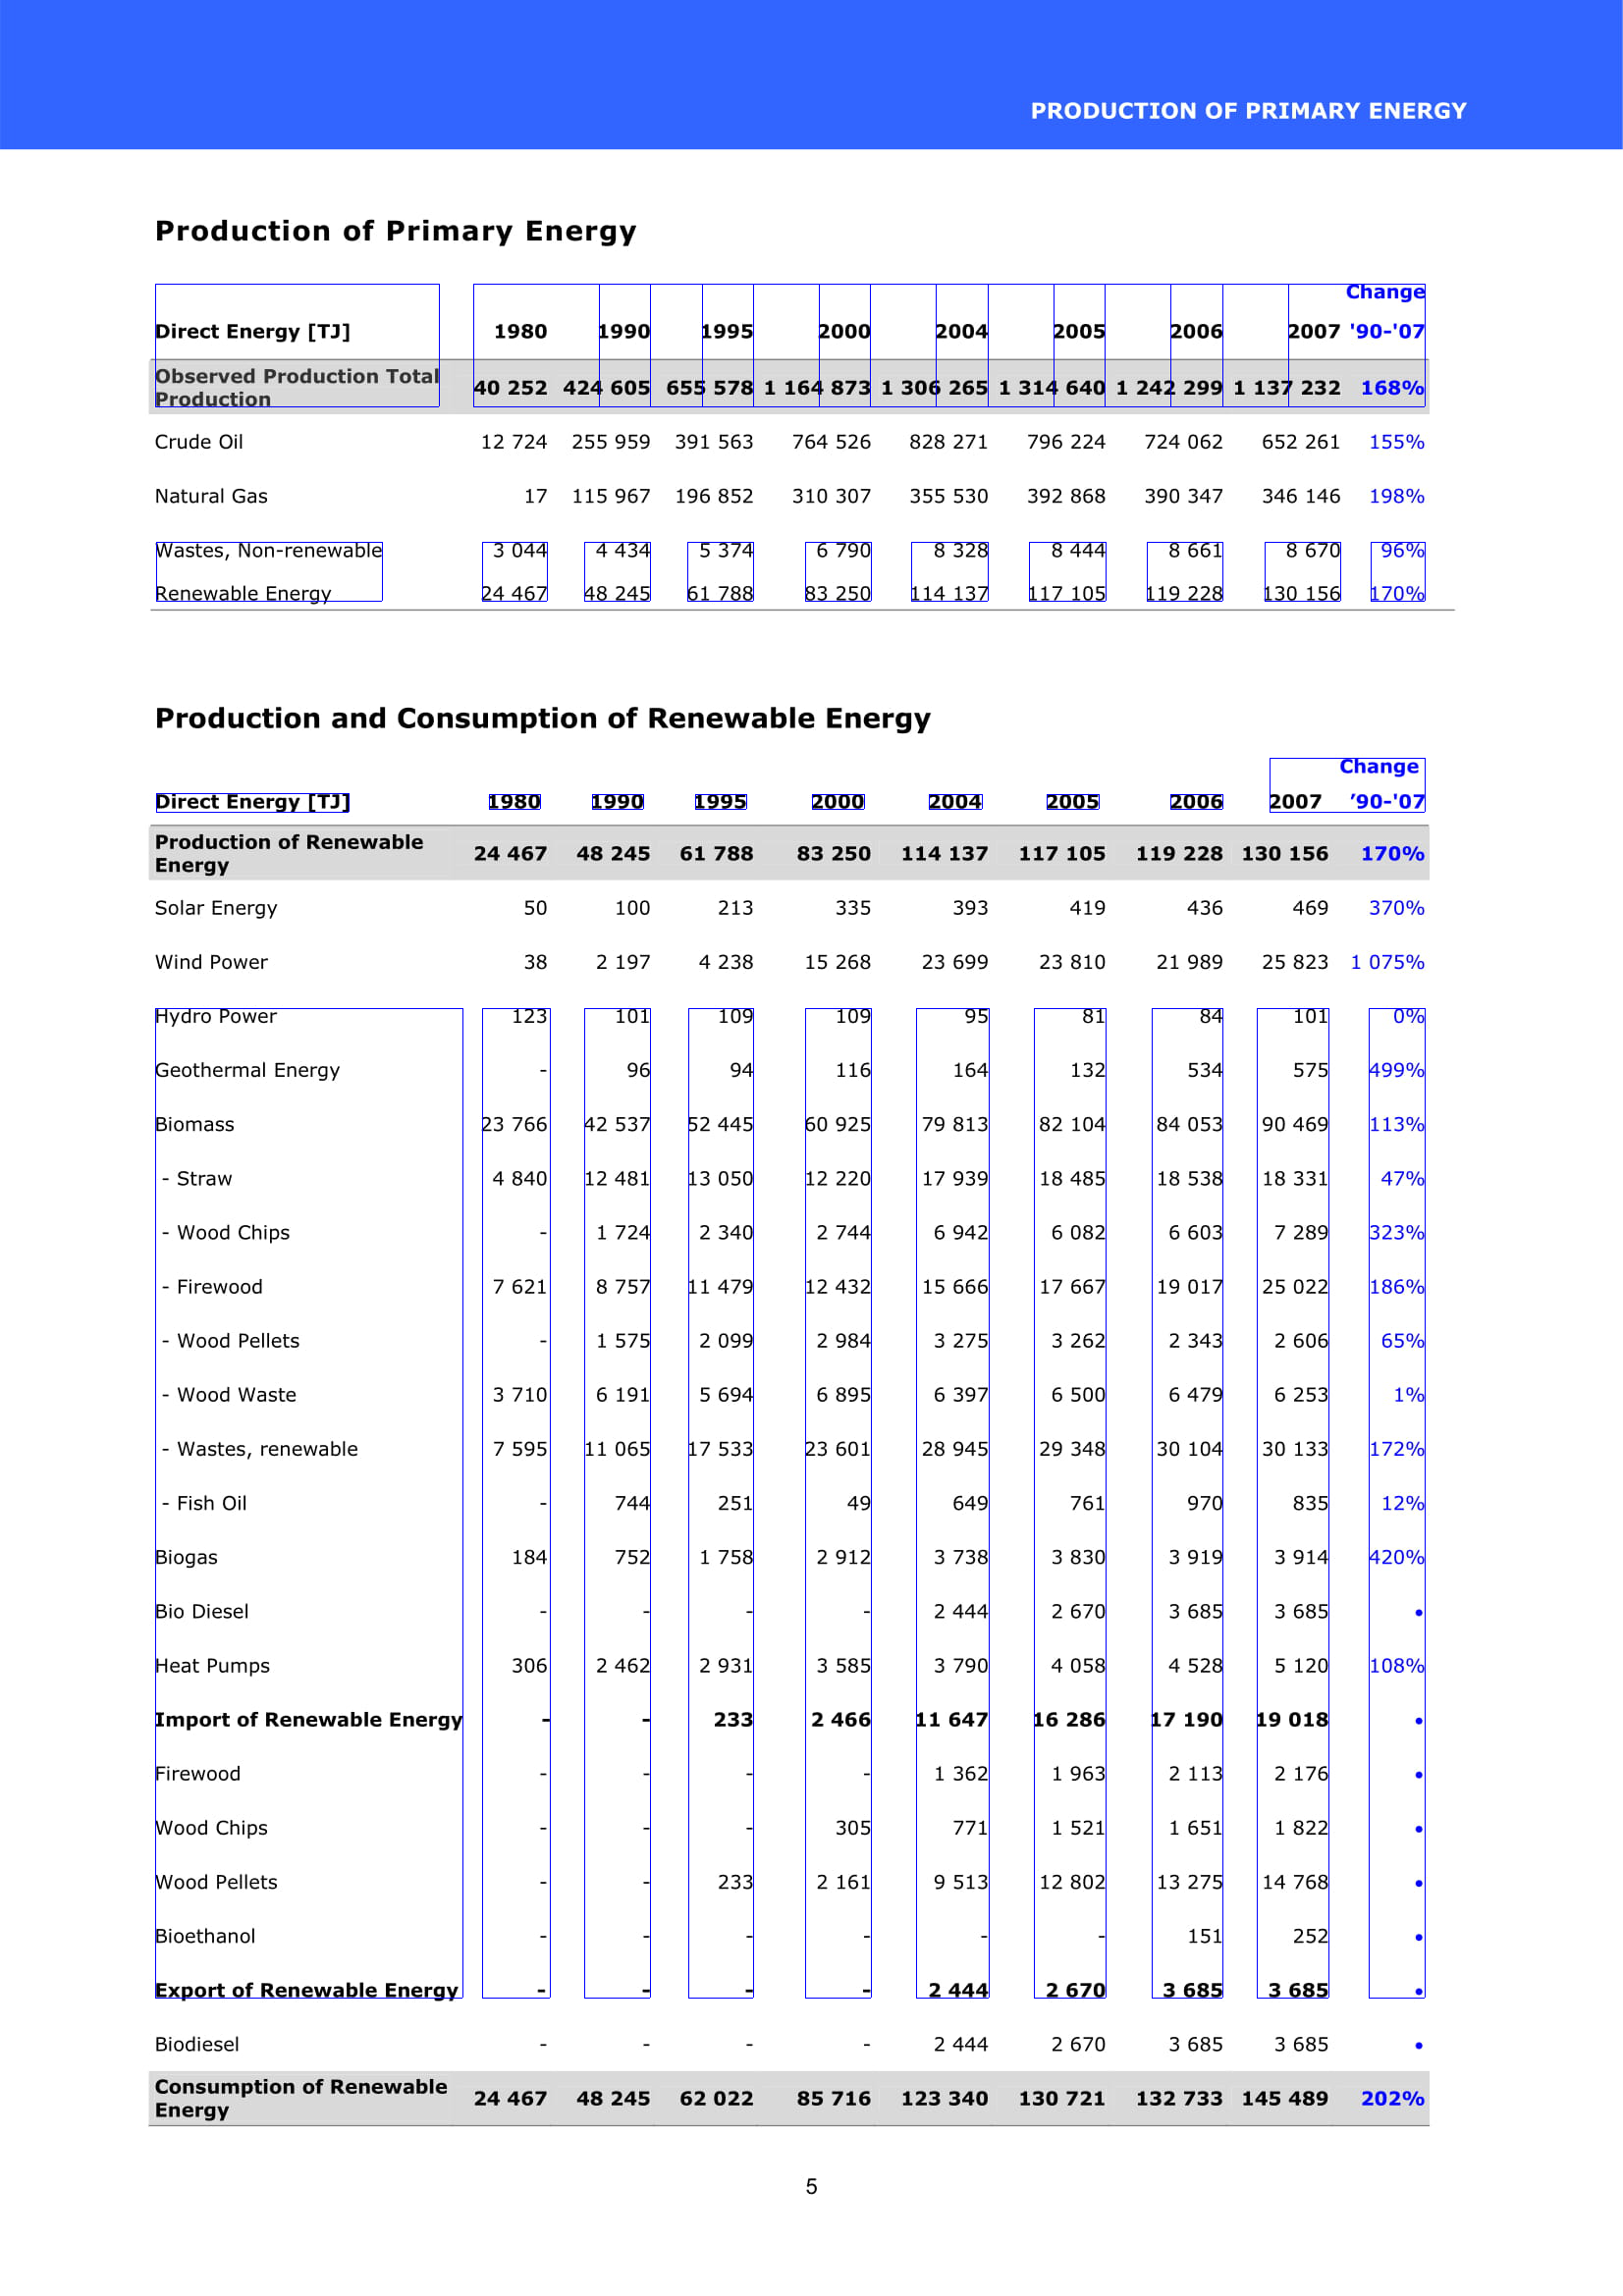 PRODUCTION OF PRIMARY ENERGY
Production of Primary Energy
Change
Direct Energy [TJ] 1980 1990 1995 2000 2004 2005 2006 2007 '90-'07
Observed Production Total
Production 40 252 424 605 655 578 1 164 873 1 306 265 1 314 640 1 242 299 1 137 232 168%
Crude Oil 12 724 255 959 391 563 764 526 828 271 796 224 724 062 652 261 155%
Natural Gas 17 115 967 196 852 310 307 355 530 392 868 390 347 346 146 198%
Wastes, Non-renewable 3 044 4 434 5 374 6 790 8 328 8 444 8 661 8 670 96%
Renewable Energy 24 467 48 245 61 788 83 250 114 137 117 105 119 228 130 156 170%
Production and Consumption of Renewable Energy
Change
Direct Energy [TJ] 1980 1990 1995 2000 2004 2005 2006 2007 ’90-'07
Production of Renewable
Energy 24 467 48 245 61 788 83 250 114 137 117 105 119 228 130 156 170%
Solar Energy 50 100 213 335 393 419 436 469 370%
Wind Power 38 2 197 4 238 15 268 23 699 23 810 21 989 25 823 1 075%
Hydro Power 123 101 109 109 95 81 84 101 0%
Geothermal Energy - 96 94 116 164 132 534 575 499%
Biomass 23 766 42 537 52 445 60 925 79 813 82 104 84 053 90 469 113%
- Straw 4 840 12 481 13 050 12 220 17 939 18 485 18 538 18 331 47%
- Wood Chips - 1 724 2 340 2 744 6 942 6 082 6 603 7 289 323%
- Firewood 7 621 8 757 11 479 12 432 15 666 17 667 19 017 25 022 186%
- Wood Pellets - 1 575 2 099 2 984 3 275 3 262 2 343 2 606 65%
- Wood Waste 3 710 6 191 5 694 6 895 6 397 6 500 6 479 6 253 1%
- Wastes, renewable 7 595 11 065 17 533 23 601 28 945 29 348 30 104 30 133 172%
- Fish Oil - 744 251 49 649 761 970 835 12%
Biogas 184 752 1 758 2 912 3 738 3 830 3 919 3 914 420%
Bio Diesel - - - - 2 444 2 670 3 685 3 685 •
Heat Pumps 306 2 462 2 931 3 585 3 790 4 058 4 528 5 120 108%
Import of Renewable Energy - - 233 2 466 11 647 16 286 17 190 19 018 •
Firewood - - - - 1 362 1 963 2 113 2 176 •
Wood Chips - - - 305 771 1 521 1 651 1 822 •
Wood Pellets - - 233 2 161 9 513 12 802 13 275 14 768 •
Bioethanol - - - - - - 151 252 •
Export of Renewable Energy - - - - 2 444 2 670 3 685 3 685 •
Biodiesel - - - - 2 444 2 670 3 685 3 685 •
Consumption of Renewable
Energy 24 467 48 245 62 022 85 716 123 340 130 721 132 733 145 489 202%
5